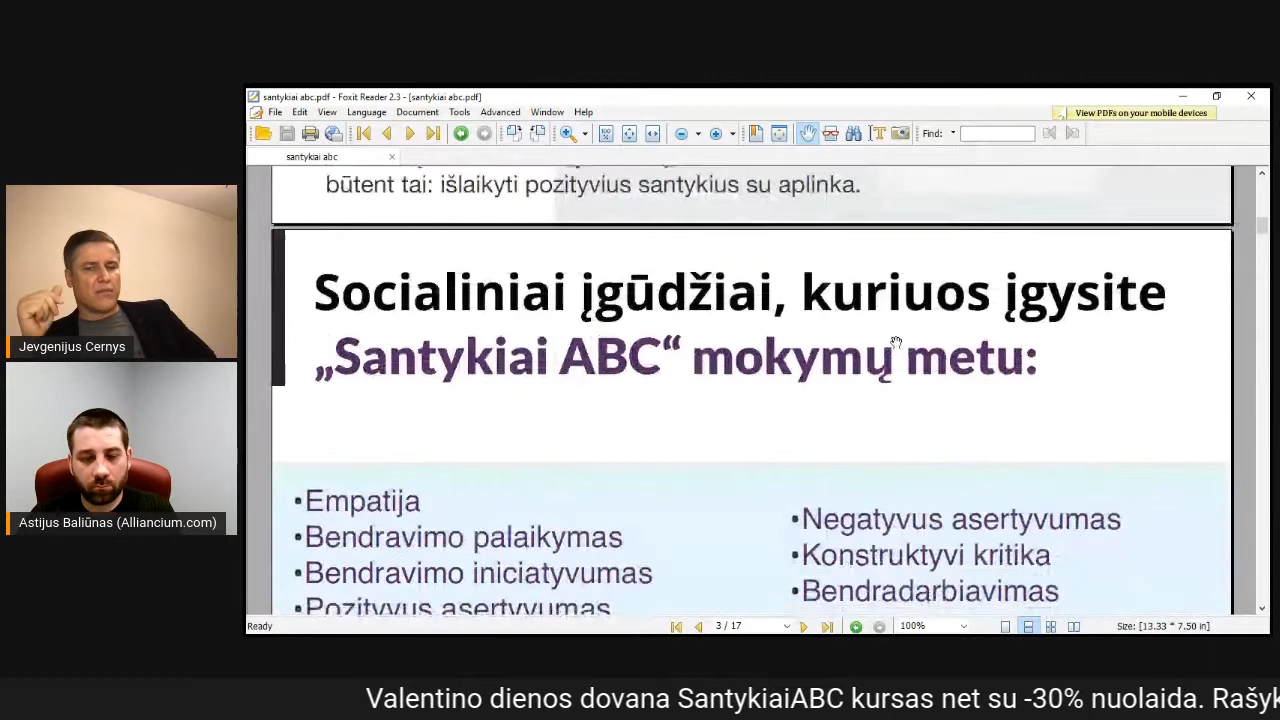 santykiai abc.pdf - Foxit Reader 2.3 - [santykiai abc.pdf]
File Edit View Language Document Tools Advanced Window Help
View PDFs on your mobile devices
Find:
santykiai abc
būtent tai: išlaikyti pozityvius santykius su aplinka.
Socialiniai įgūdžiai, kuriuos įgysite
„Santykiai ABC“ mokymų metu:
•Empatija
•Bendravimo palaikymas
•Bendravimo iniciatyvumas
•Pozityvus asertyvumas
•Negatyvus asertyvumas
•Konstruktyvi kritika
•Bendradarbiavimas
Ready
3 / 17
100%
Size: [13.33 * 7.50 in]
Jevgenijus Cernys
Astijus Baliūnas (Alliancium.com)
Valentino dienos dovana SantykiaiABC kursas net su -30% nuolaida. Rašyk